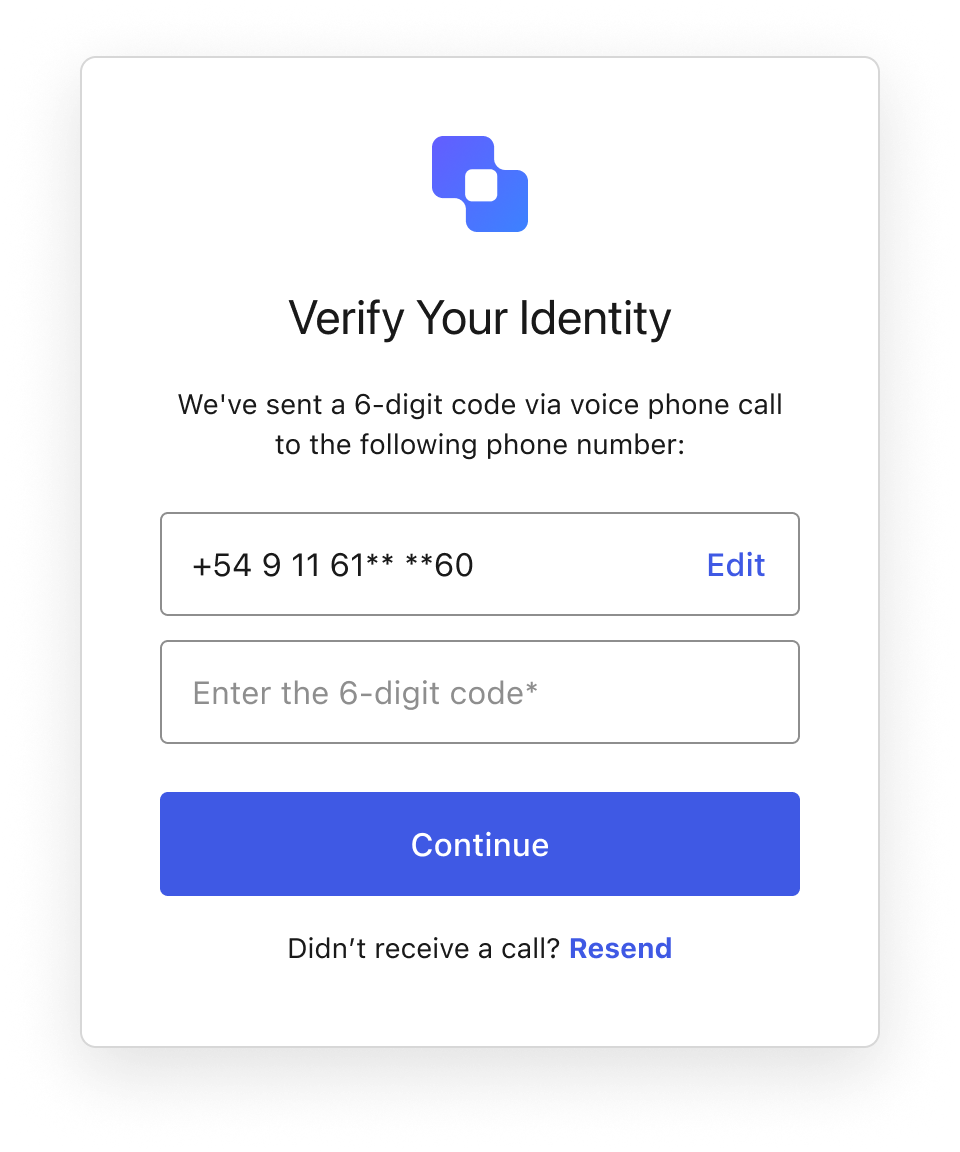 Verify Your Identity
We've sent a 6-digit code via voice phone call
to the following phone number:
+54 9 11 61** **60 Edit
Enter the 6-digit code*
Continue
Didn’t receive a call? Resend